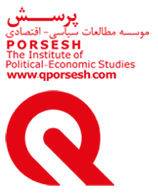 پرسش
موسسه مطالعات سیاسی-اقتصادی
PORSESH
The Institute of
Political-Economic Studies
www.qporsesh.com